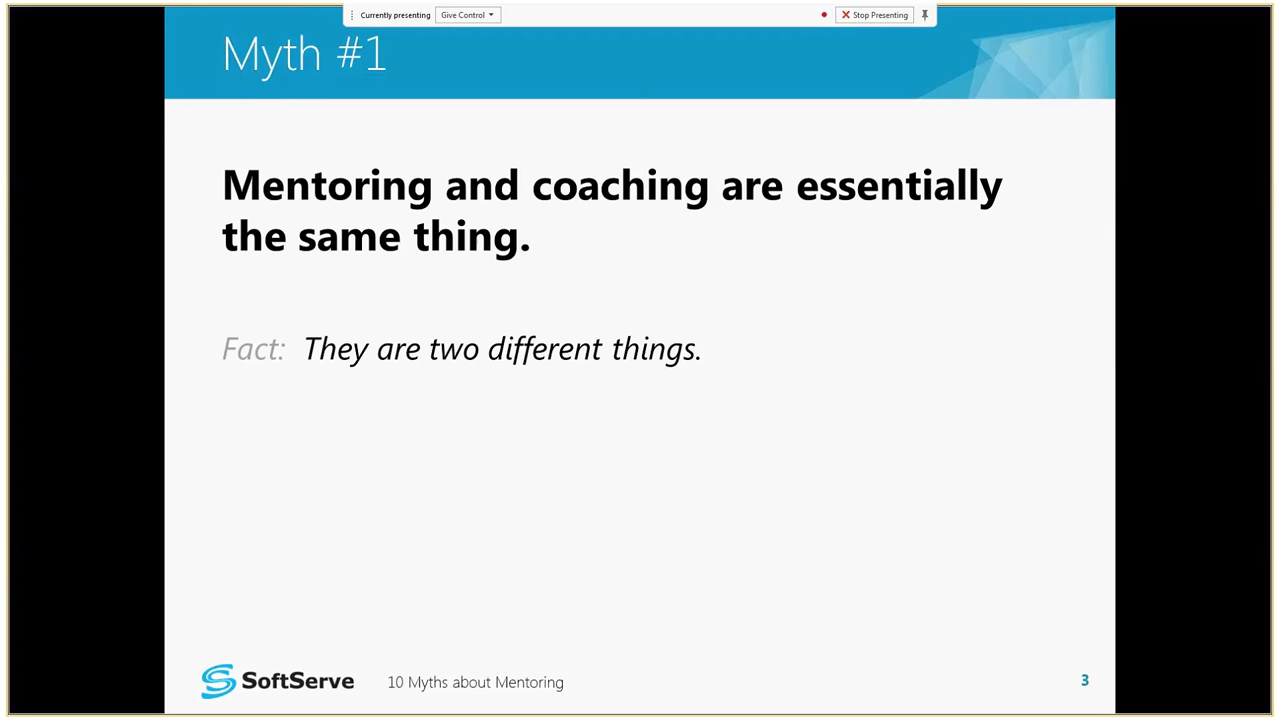 Currently presenting Give Control Stop Presenting
Myth #1
Mentoring and coaching are essentially
the same thing.
Fact: They are two different things.
SoftServe 10 Myths about Mentoring 3